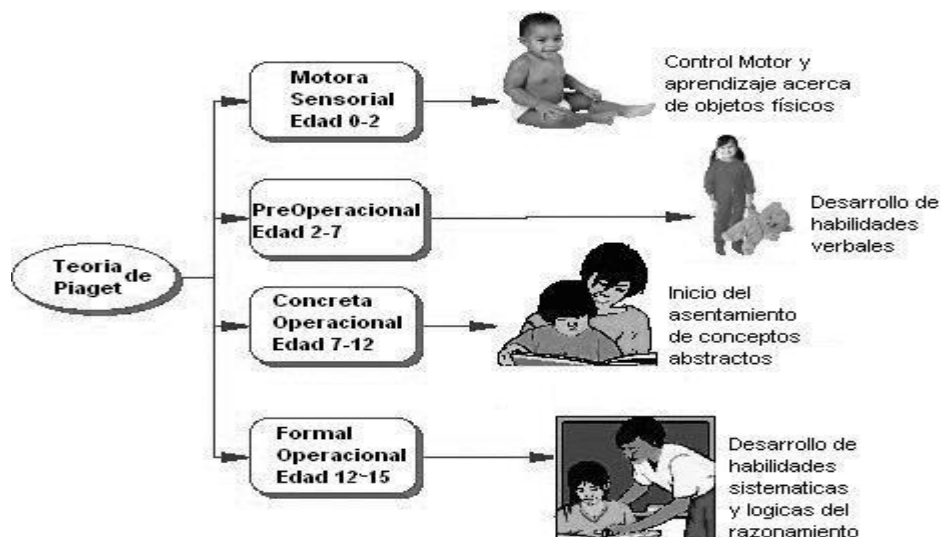 Motora
Sensorial
Edad 0-2
Control Motor y
aprendizaje acerca
de objetos físicos
PreOperacional
Edad 2-7
Desarrollo de
habilidades
verbales
Teoria de
Piaget
Concreta
Operacional
Edad 7-12
Inicio del
asentamiento
de conceptos
abstractos
Formal
Operacional
Edad 12-15
Desarrollo de
habilidades
sistematicas
y logicas del
razonamiento